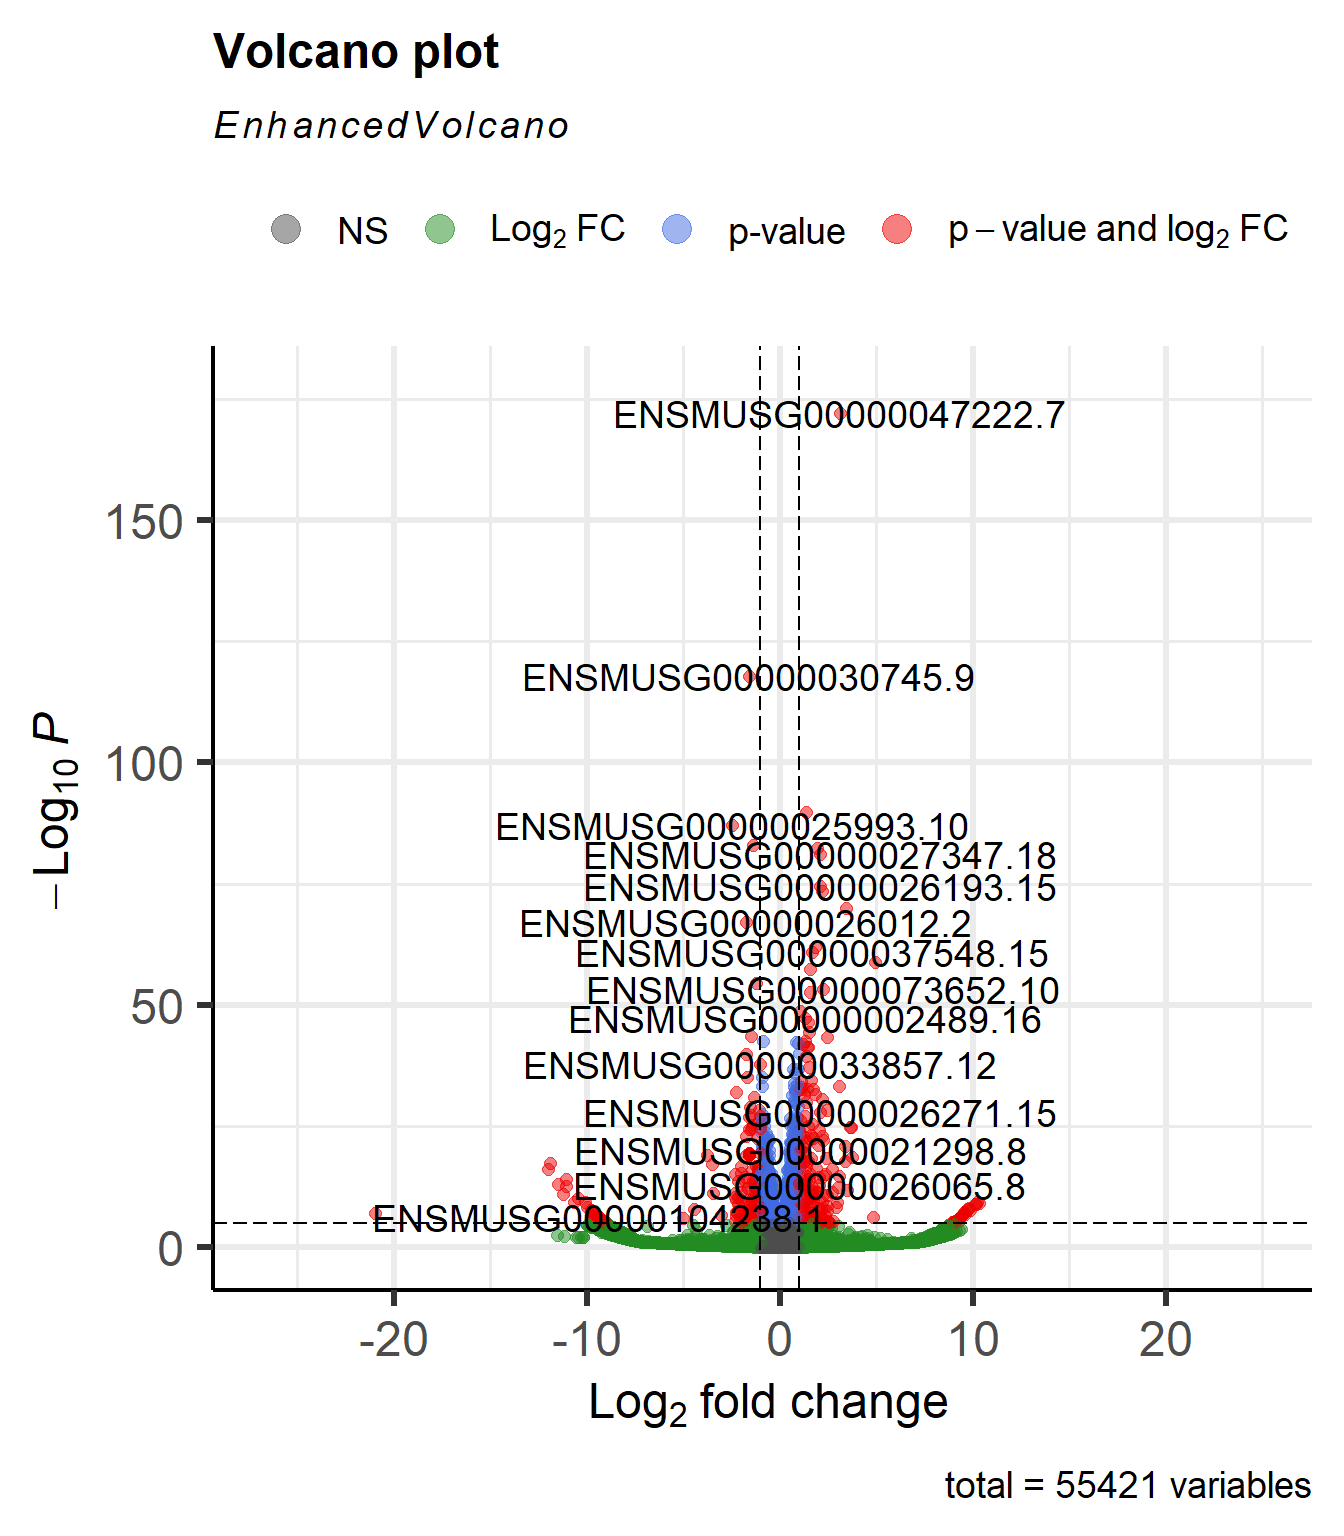 Volcano plot
EnhancedVolcano
NS Log2 FC p-value p – value and log2 FC
ENSMUSG00000047222.7
150
ENSMUSG00000030745.9
−Log10 P
100
ENSMUSG00000025993.10
ENSMUSG00000027347.18
ENSMUSG00000026193.15
ENSMUSG00000026012.2
ENSMUSG00000037548.15
ENSMUSG00000073652.10
50
ENSMUSG00000002489.16
ENSMUSG00000033857.12
ENSMUSG00000026271.15
ENSMUSG00000021298.8
ENSMUSG00000026065.8
ENSMUSG00000104238.1
0
-20 -10 0 10 20
Log2 fold change
total = 55421 variables